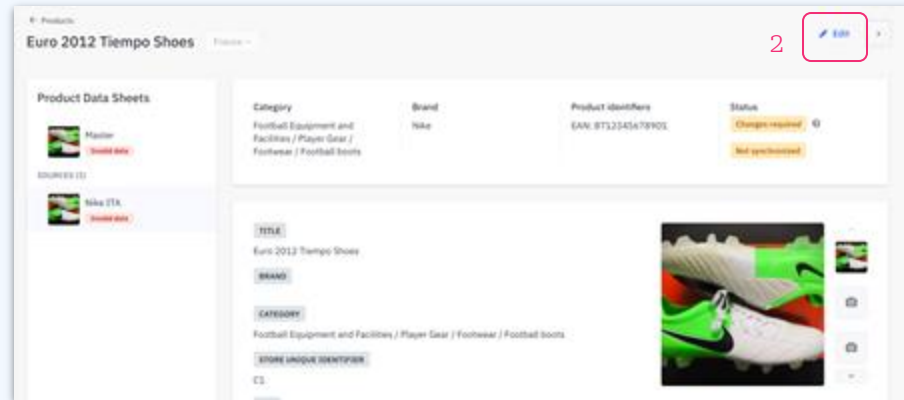 ← Products
Euro 2012 Tiempo Shoes
2
Edit
Product Data Sheets
Master
Invalid data
SOURCES (1)
Nike ITA
Invalid data
Category
Football Equipment and
Facilities / Player Gear /
Footwear / Football boots
Brand
Nike
Product identifiers
EAN: 8712345678901
Status
Changes required
Not synchronized
TITLE
Euro 2012 Tiempo Shoes
BRAND
CATEGORY
Football Equipment and Facilities / Player Gear / Footwear / Football boots
STORE UNIQUE IDENTIFIER
C1